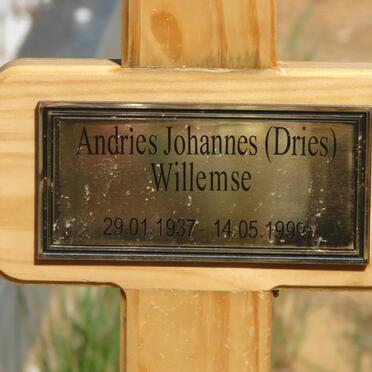 Andries Johannes (Dries)
Willemse
29.01.1937 - 14.05.1999